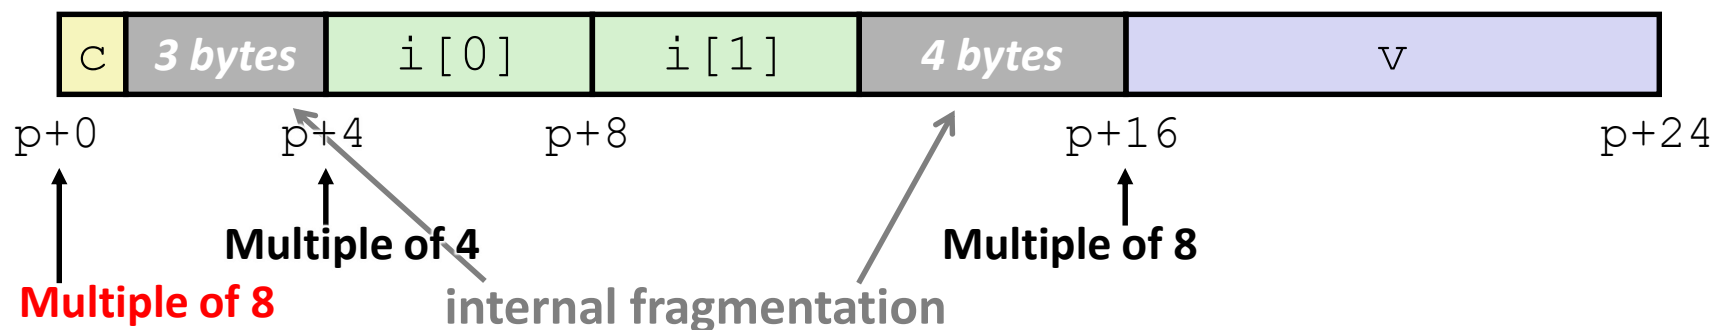 c 3 bytes i[0] i[1] 4 bytes v
p+0 p+4 p+8 p+16 p+24
Multiple of 4 Multiple of 8
Multiple of 8 internal fragmentation